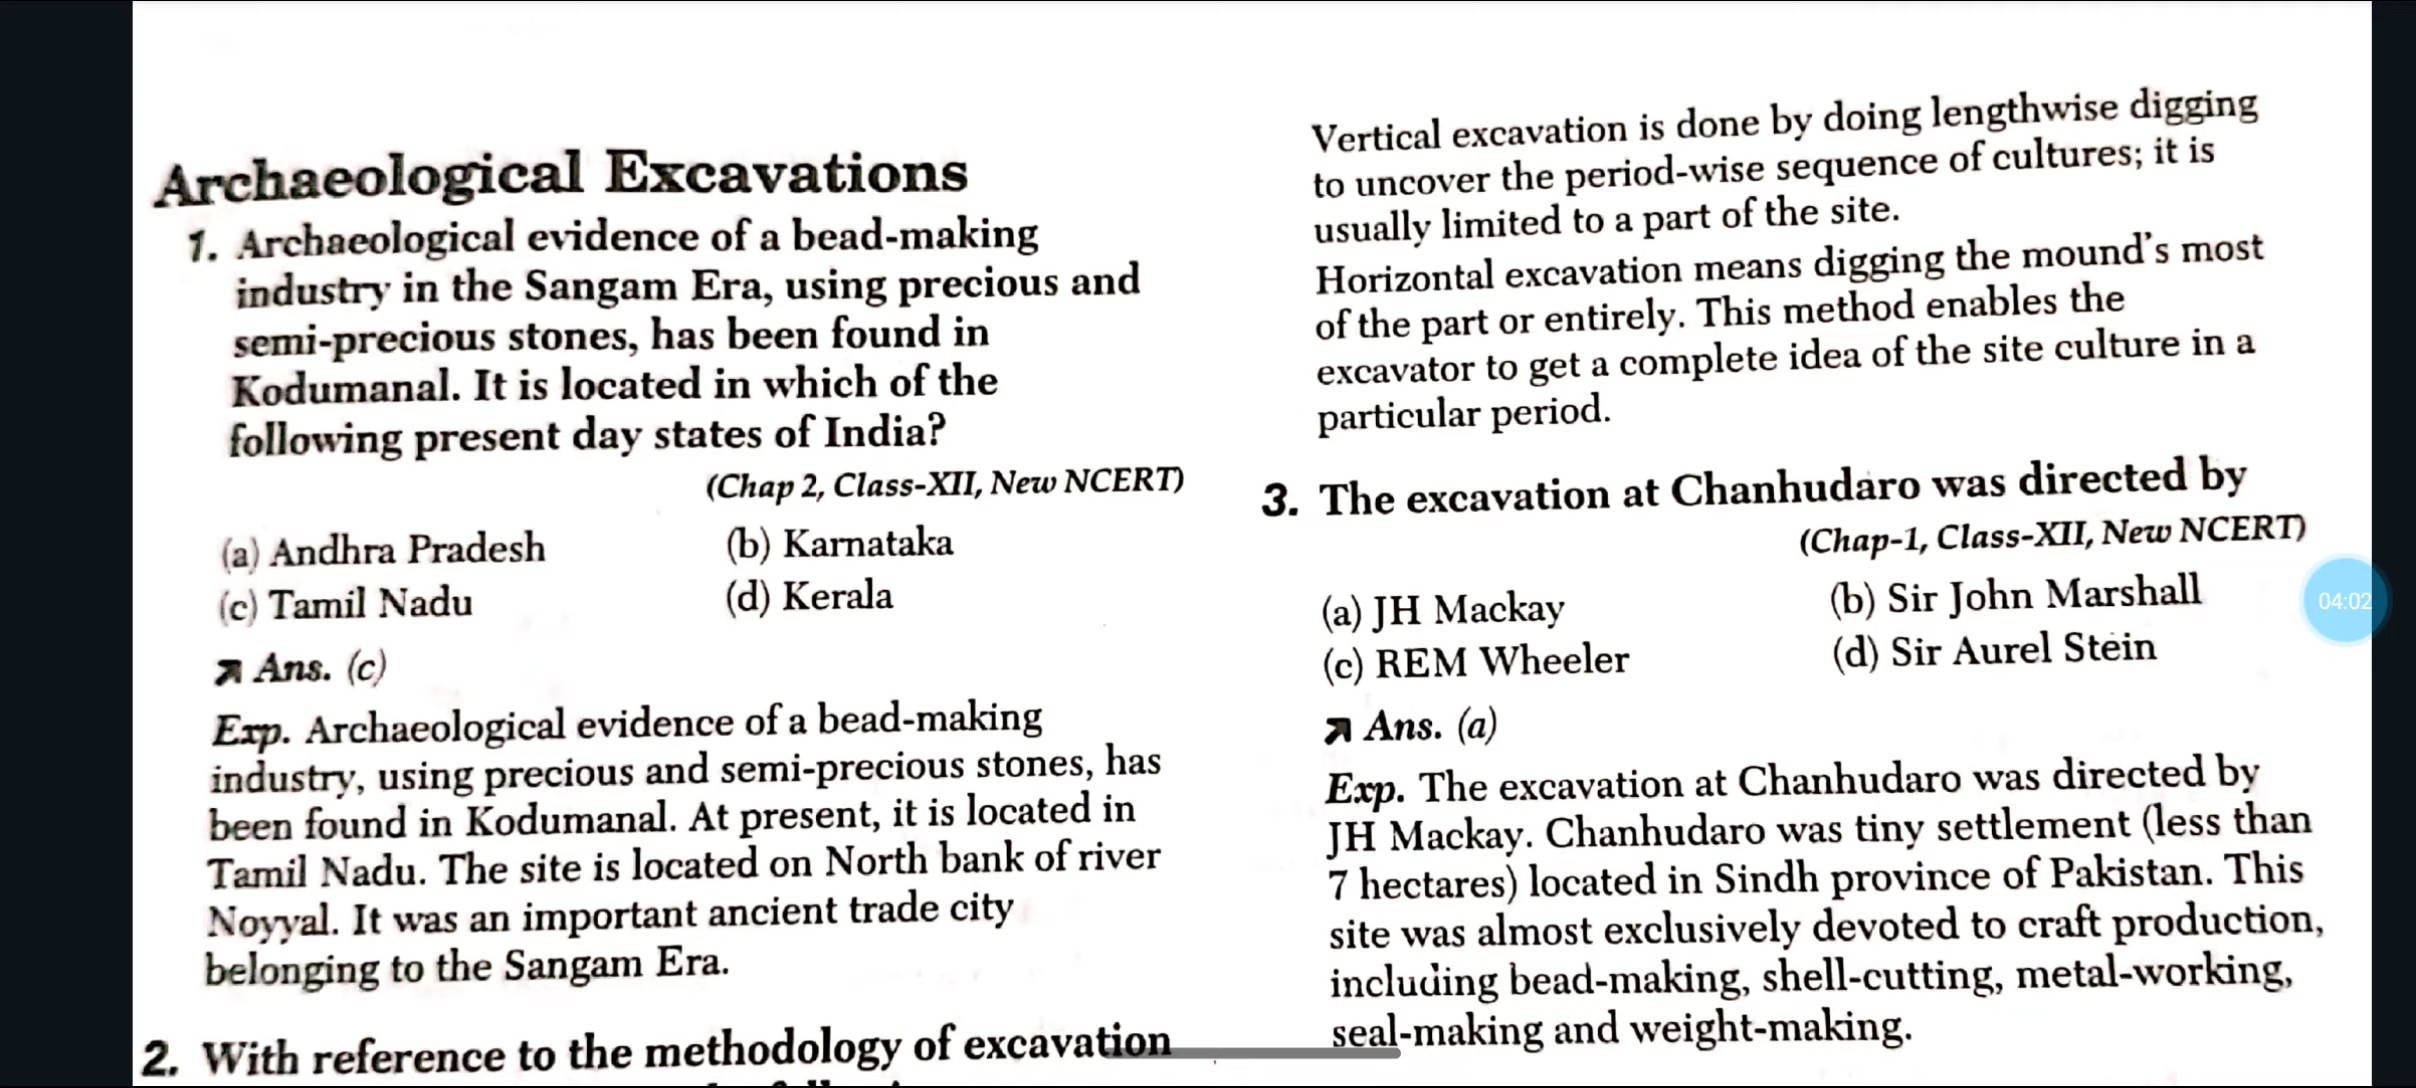 Archaeological Excavations
1. Archaeological evidence of a bead-making
industry in the Sangam Era, using precious and
semi-precious stones, has been found in
Kodumanal. It is located in which of the
following present day states of India?
(Chap 2, Class-XII, New NCERT)
(a) Andhra Pradesh (b) Karnataka
(c) Tamil Nadu (d) Kerala
Ans. (c)
Exp. Archaeological evidence of a bead-making
industry, using precious and semi-precious stones, has
been found in Kodumanal. At present, it is located in
Tamil Nadu. The site is located on North bank of river
Noyyal. It was an important ancient trade city
belonging to the Sangam Era.
2. With reference to the methodology of excavation
Vertical excavation is done by doing lengthwise digging
to uncover the period-wise sequence of cultures; it is
usually limited to a part of the site.
Horizontal excavation means digging the mound's most
of the part or entirely. This method enables the
excavator to get a complete idea of the site culture in a
particular period.
3. The excavation at Chanhudaro was directed by
(Chap-1, Class-XII, New NCERT)
(a) JH Mackay (b) Sir John Marshall
(c) REM Wheeler (d) Sir Aurel Stein
Ans. (a)
Exp. The excavation at Chanhudaro was directed by
JH Mackay. Chanhudaro was tiny settlement (less than
7 hectares) located in Sindh province of Pakistan. This
site was almost exclusively devoted to craft production,
including bead-making, shell-cutting, metal-working,
seal-making and weight-making.
04:02